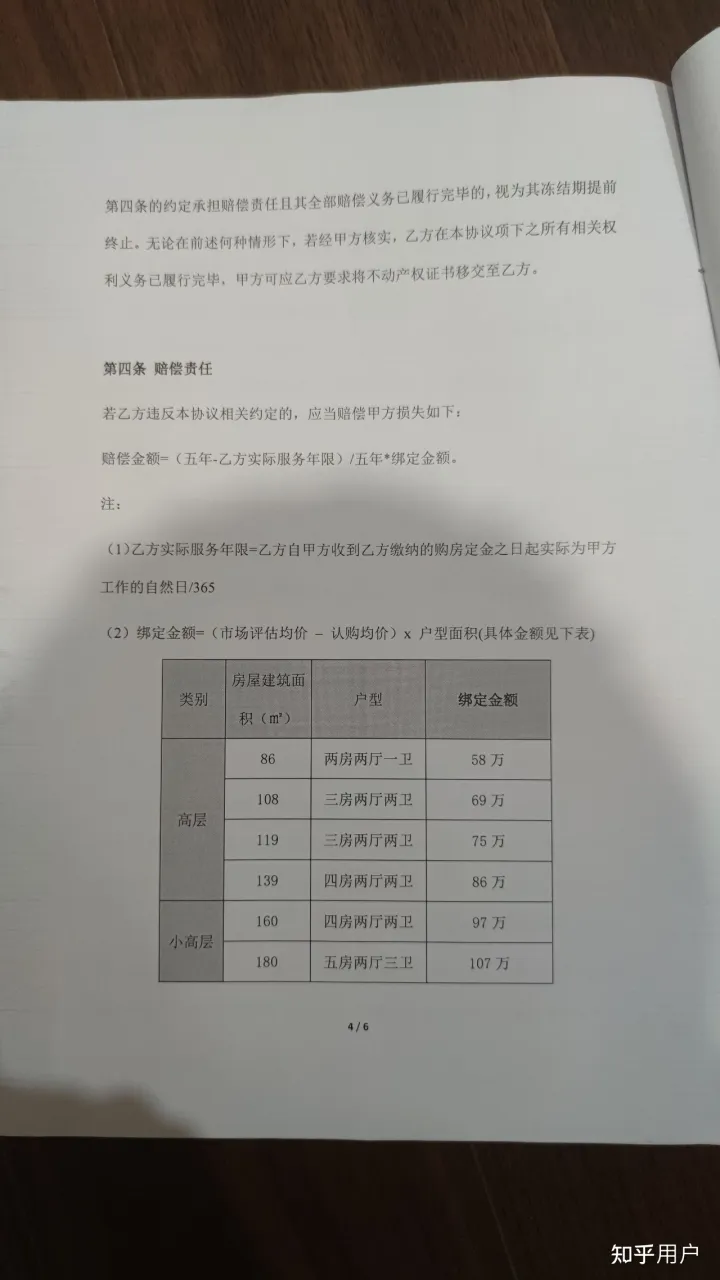 第四条的约定承担赔偿责任且其全部赔偿义务已履行完毕的，视为其冻结期提前
终止。无论在前述何种情形下，若经甲方核实，乙方在本协议项下之所有相关权
利义务已履行完毕，甲方可应乙方要求将不动产权证书移交至乙方。
第四条 赔偿责任
若乙方违反本协议相关约定的，应当赔偿甲方损失如下：
赔偿金额=（五年-乙方实际服务年限）/五年*绑定金额。
注：
（1)乙方实际服务年限=乙方自甲方收到乙方缴纳的购房定金之日起实际为甲方
工作的自然日/365
（2）绑定金额=（市场评估均价 – 认购均价）x 户型面积(具体金额见下表)
类别 房屋建筑面积（㎡） 户型 绑定金额
高层 86 两房两厅一卫 58 万
108 三房两厅两卫 69 万
119 三房两厅两卫 75 万
139 四房两厅两卫 86 万
小高层 160 四房两厅两卫 97 万
180 五房两厅三卫 107 万
4 / 6
知乎用户